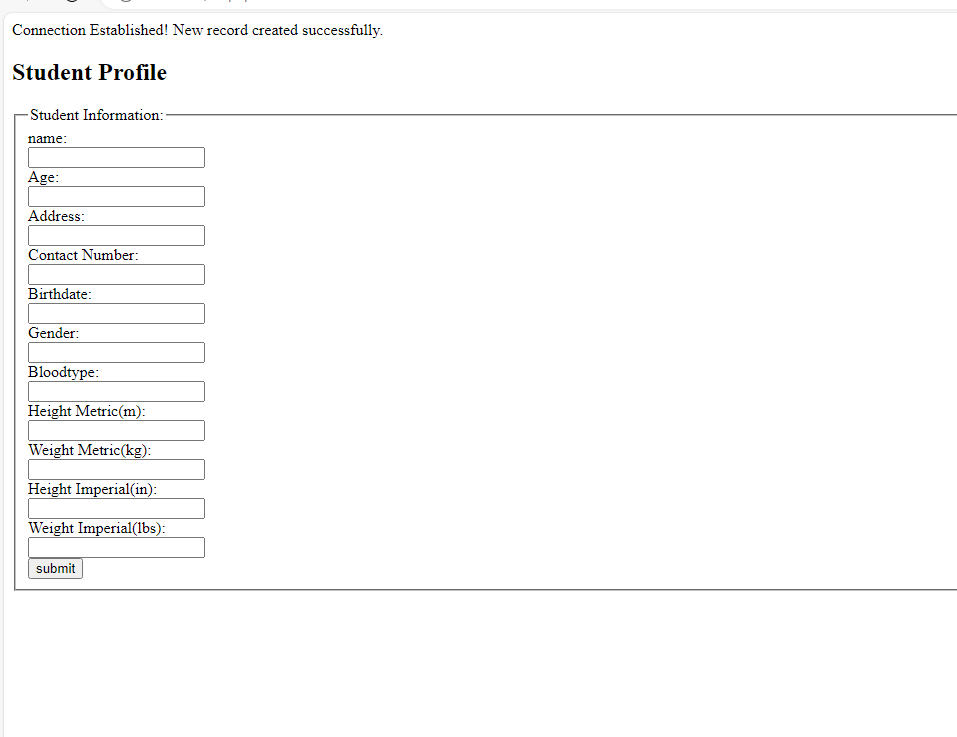 Connection Established! New record created successfully.
Student Profile
Student Information:
name:
Age:
Address:
Contact Number:
Birthdate:
Gender:
Bloodtype:
Height Metric(m):
Weight Metric(kg):
Height Imperial(in):
Weight Imperial(lbs):
submit